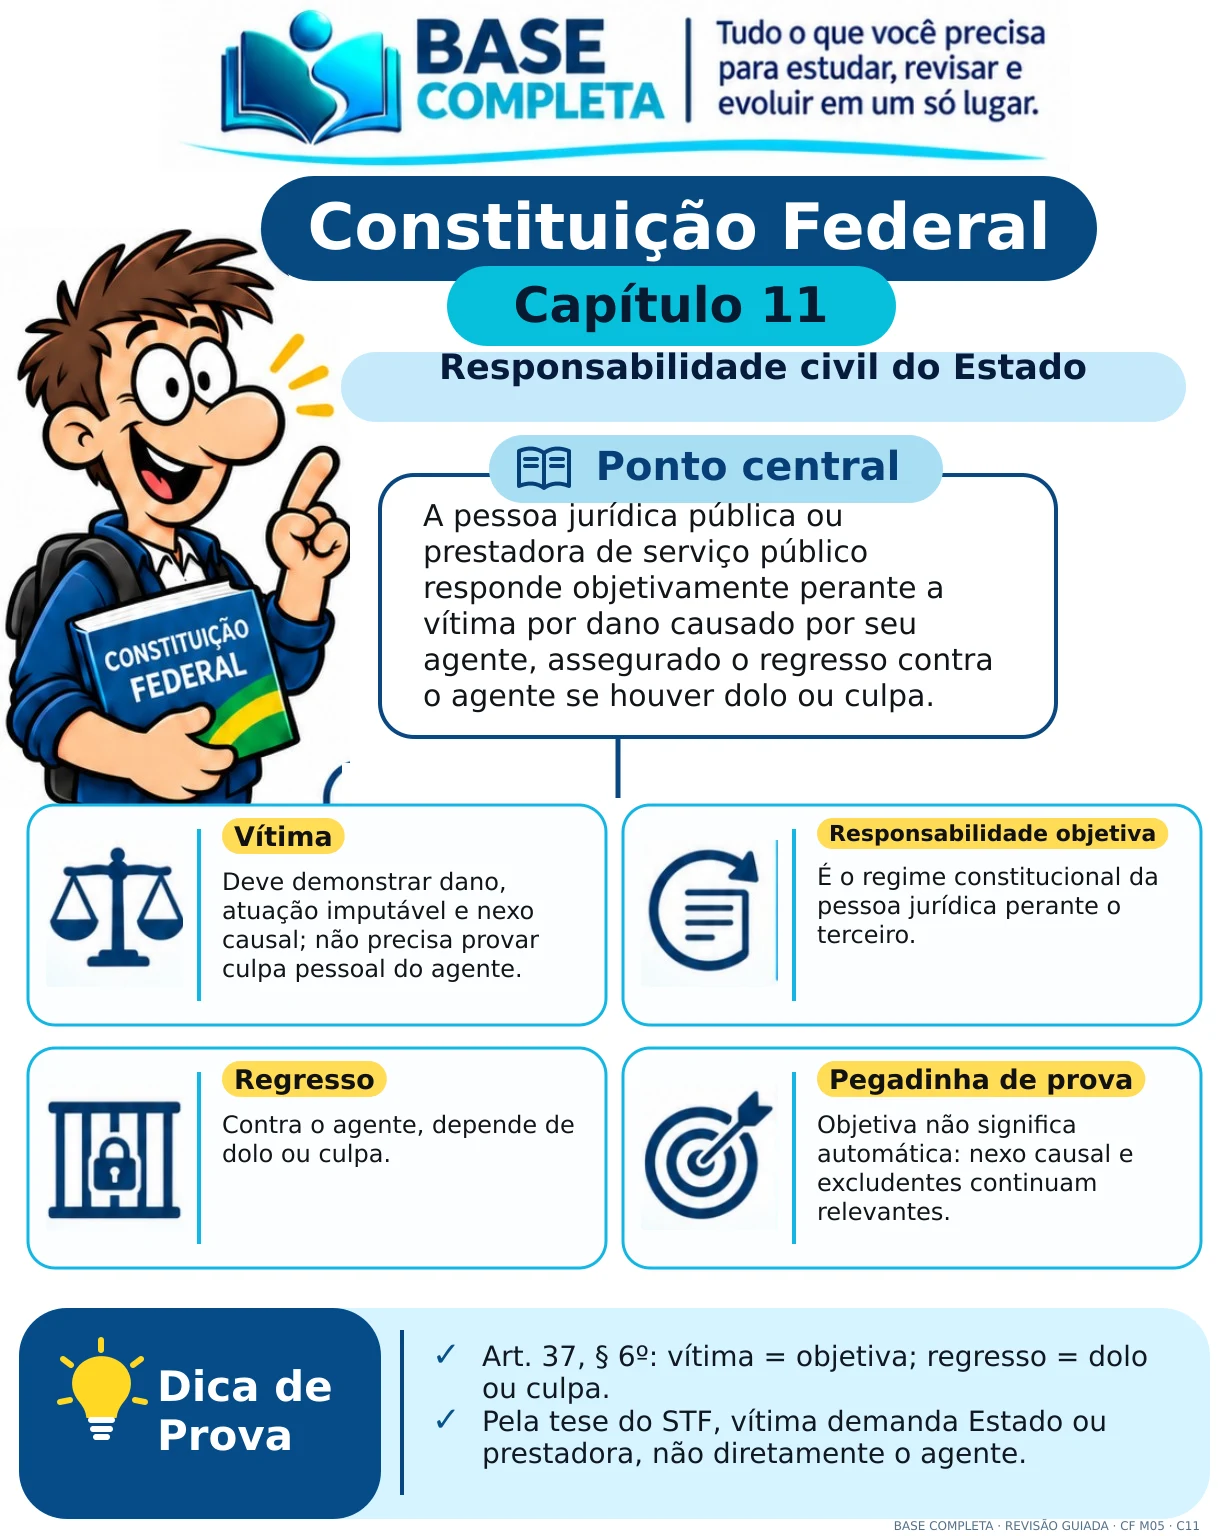 BASE
COMPLETA
Tudo o que você precisa
para estudar, revisar e
evoluir em um só lugar.
Constituição Federal
Capítulo 11
Responsabilidade civil do Estado
Ponto central
A pessoa jurídica pública ou
prestadora de serviço público
responde objetivamente perante a
vítima por dano causado por seu
agente, assegurado o regresso contra
o agente se houver dolo ou culpa.
CONSTITUIÇÃO
FEDERAL
Vítima
Deve demonstrar dano,
atuação imputável e nexo
causal; não precisa provar
culpa pessoal do agente.
Responsabilidade objetiva
É o regime constitucional da
pessoa jurídica perante o
terceiro.
Regresso
Contra o agente, depende de
dolo ou culpa.
Pegadinha de prova
Objetiva não significa
automática: nexo causal e
excludentes continuam
relevantes.
Dica de
Prova
✓ Art. 37, § 6º: vítima = objetiva; regresso = dolo
ou culpa.
✓ Pela tese do STF, vítima demanda Estado ou
prestadora, não diretamente o agente.
BASE COMPLETA · REVISÃO GUIADA · CF M05 · C11